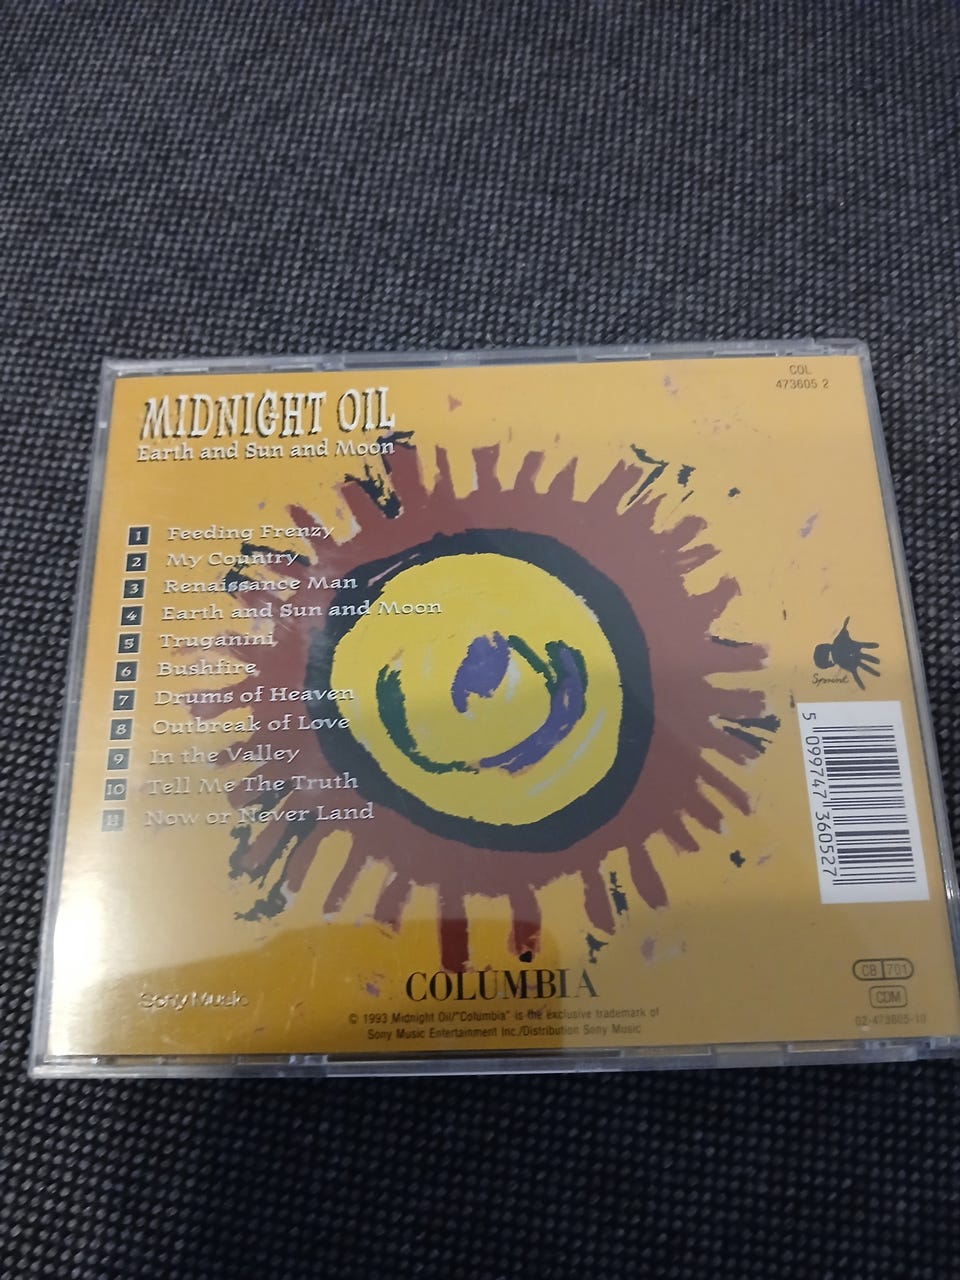 COL
473605 2
MIDNIGHT OIL
Earth and Sun and Moon
1 Feeding Frenzy
2 My Country
3 Renaissance Man
4 Earth and Sun and Moon
5 Truganini
6 Bushfire
7 Drums of Heaven
8 Outbreak of Love
9 In the Valley
10 Tell Me The Truth
11 Now or Never Land
Sprint
5 099747 360527
Sony Music
COLUMBIA
© 1993 Midnight Oil/"Columbia" is the exclusive trademark of
Sony Music Entertainment Inc./Distribution Sony Music
CB 701
CDM
02-473605-10